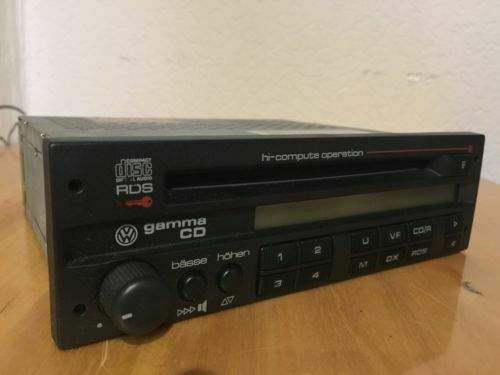 hi-compute operation
COMPACT
disc
DIGITAL AUDIO
RDS
gamma
CD
bässe
höhen
1
2
3
4
U
VF
CD/R
M
DX
RDS